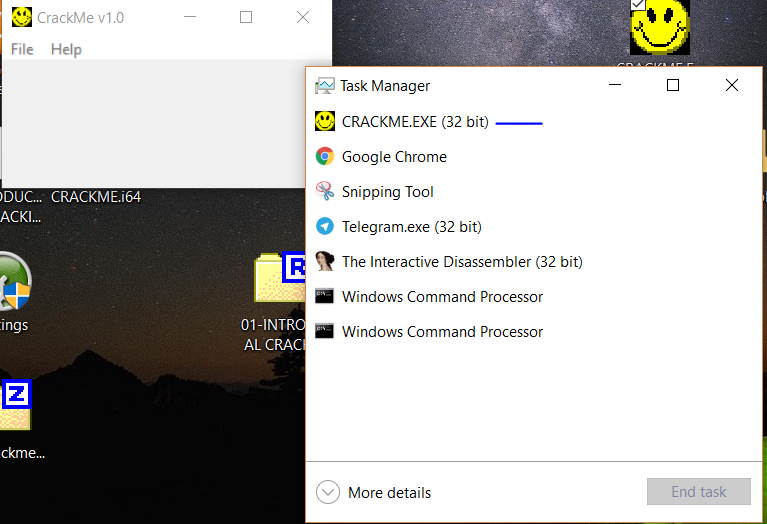 CrackMe v1.0
File Help
Task Manager
CRACKME.EXE (32 bit)
Google Chrome
Snipping Tool
Telegram.exe (32 bit)
The Interactive Disassembler (32 bit)
Windows Command Processor
Windows Command Processor
More details
End task
ODUC... CRACKME.i64
ACKI...
R
01-INTRO
AL CRAC
tings
Z
ckme...